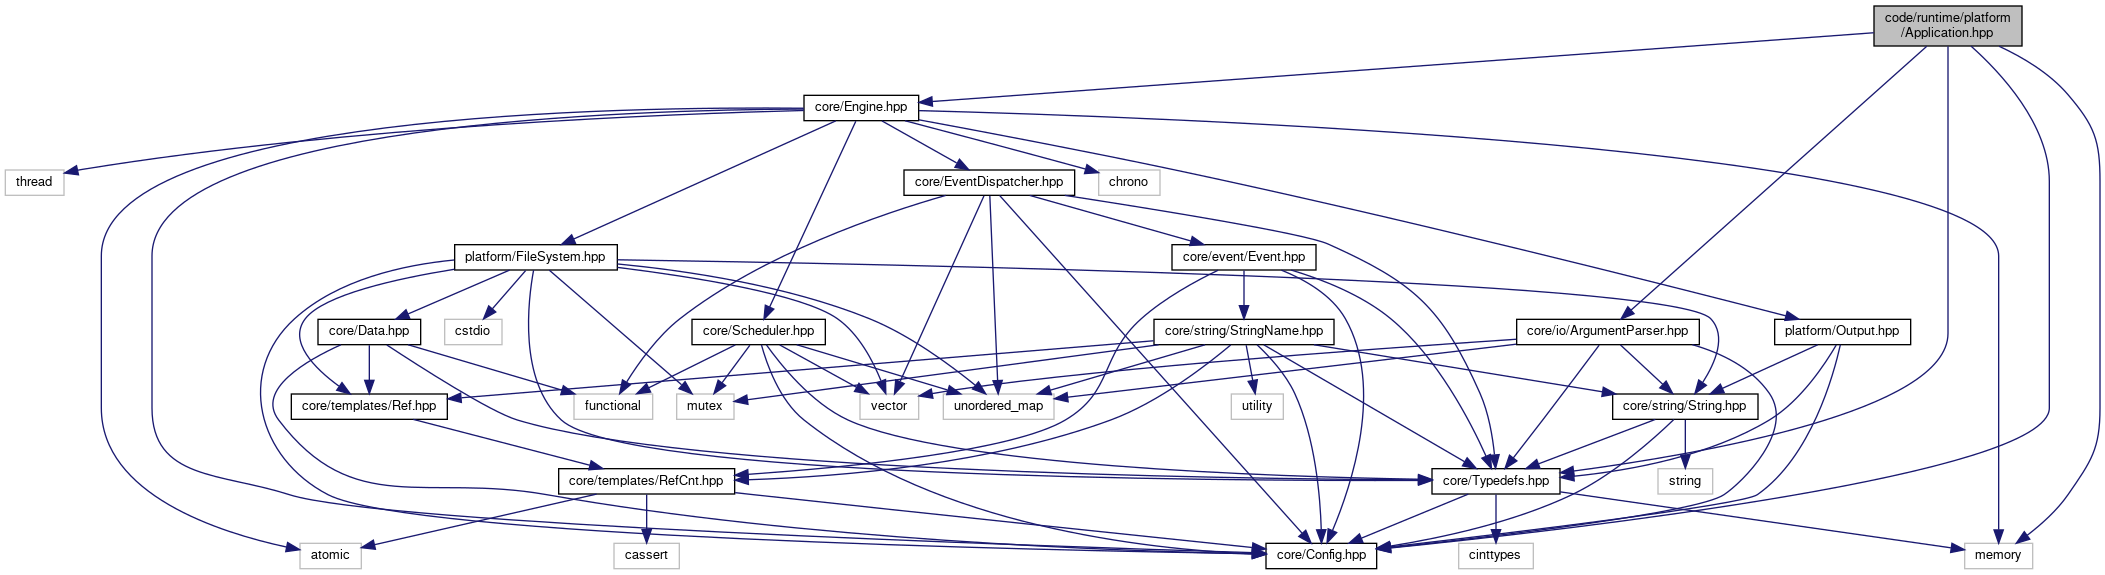 code/runtime/platform
/Application.hpp
core/Engine.hpp
thread
core/EventDispatcher.hpp
chrono
platform/FileSystem.hpp
core/event/Event.hpp
core/Data.hpp
cstdio
core/Scheduler.hpp
core/string/StringName.hpp
core/io/ArgumentParser.hpp
platform/Output.hpp
core/templates/Ref.hpp
functional
mutex
vector
unordered_map
utility
core/string/String.hpp
core/templates/RefCnt.hpp
core/Typedefs.hpp
string
atomic
cassert
core/Config.hpp
cinttypes
memory